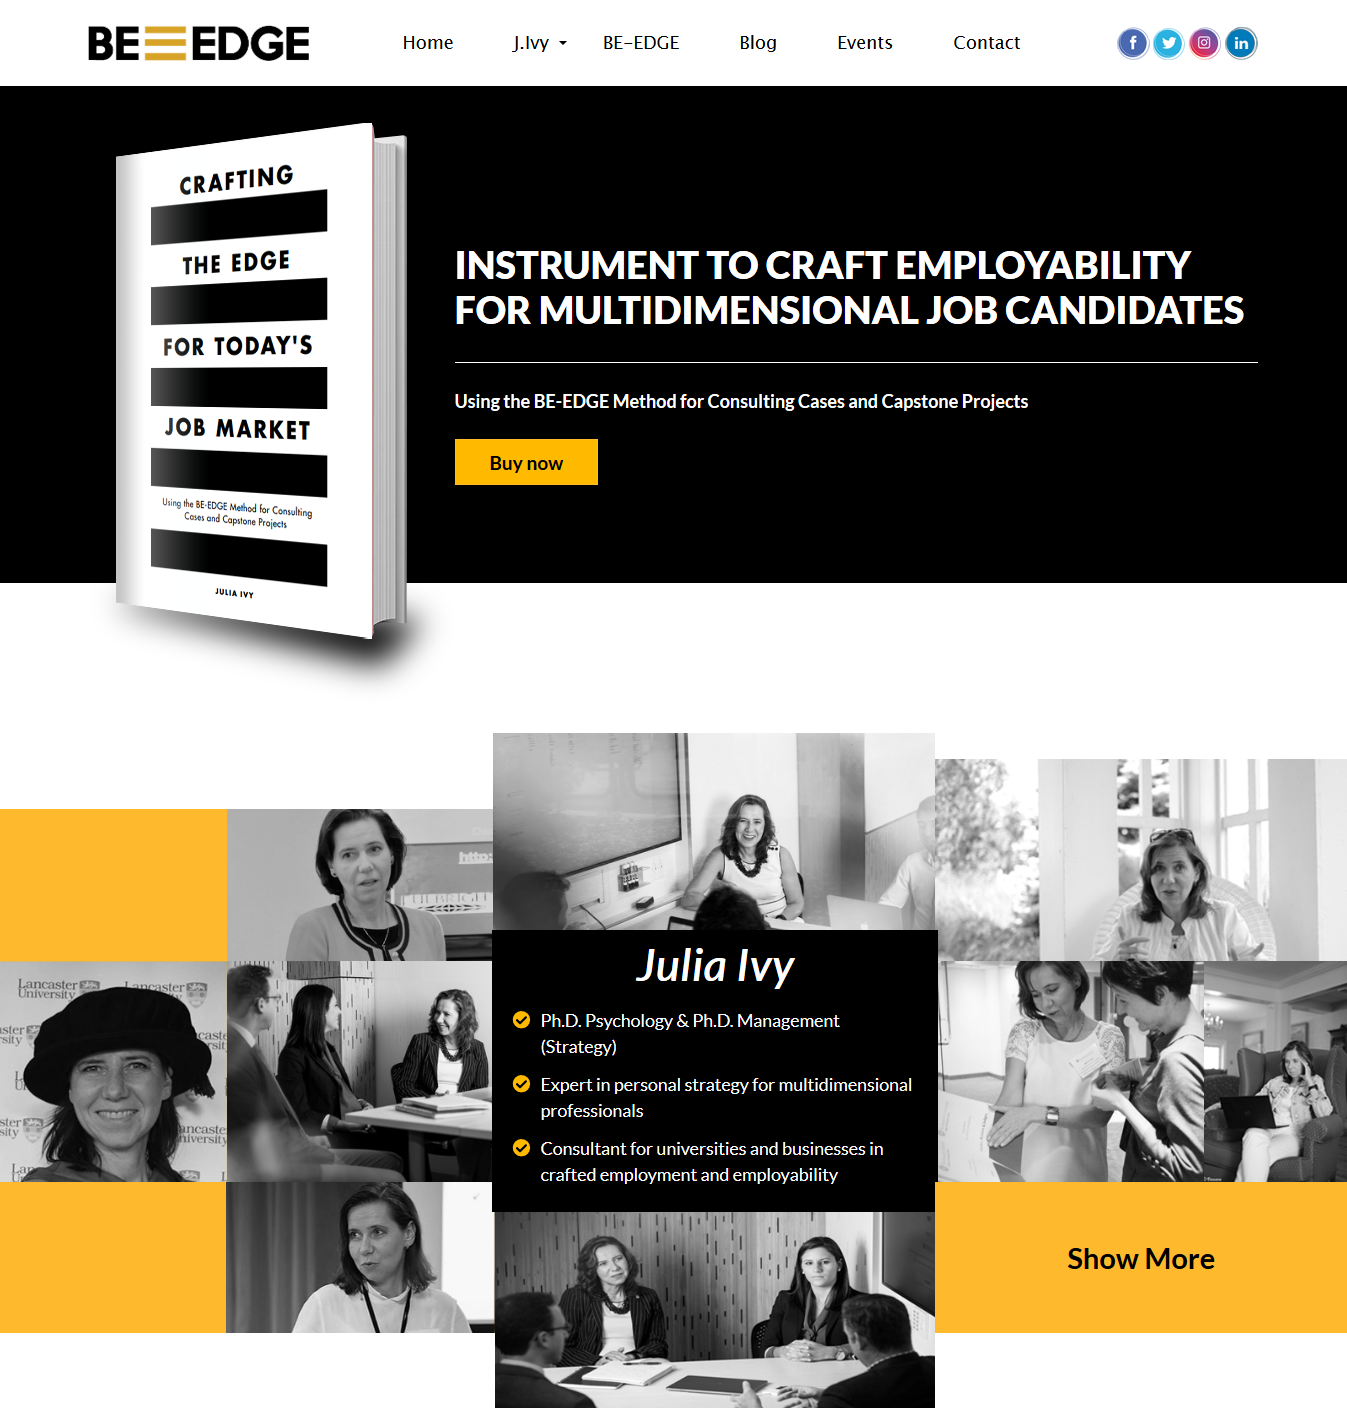 BE EDGE
Home
J.Ivy
BE-EDGE
Blog
Events
Contact
CRAFTING
THE EDGE
FOR TODAY'S
JOB MARKET
Using the BE-EDGE Method for Consulting
Cases and Capstone Projects
JULIA IVY
INSTRUMENT TO CRAFT EMPLOYABILITY
FOR MULTIDIMENSIONAL JOB CANDIDATES
Using the BE-EDGE Method for Consulting Cases and Capstone Projects
Buy now
Lancaster
University
Lancaster
Julia Ivy
Ph.D. Psychology & Ph.D. Management
(Strategy)
Expert in personal strategy for multidimensional
professionals
Consultant for universities and businesses in
crafted employment and employability
Show More